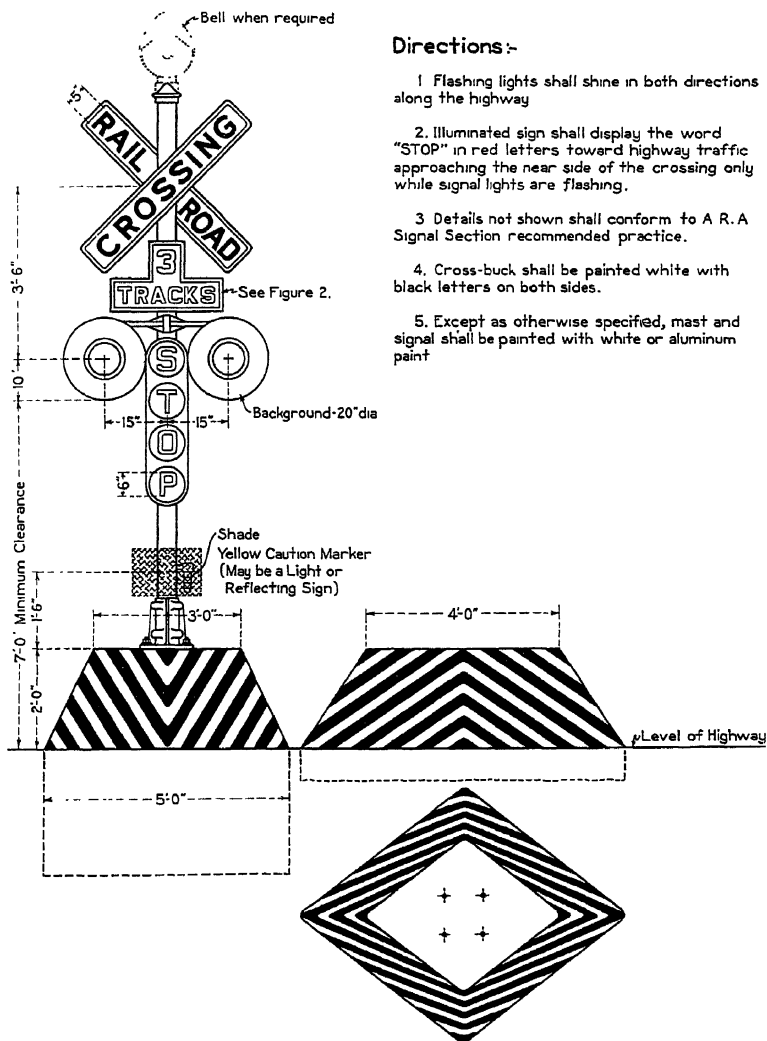 Bell when required
Directions:-
1 Flashing lights shall shine in both directions
along the highway
2. Illuminated sign shall display the word
"STOP" in red letters toward highway traffic
approaching the near side of the crossing only
while signal lights are flashing.
3 Details not shown shall conform to A R. A
Signal Section recommended practice.
4. Cross-buck shall be painted white with
black letters on both sides.
5. Except as otherwise specified, mast and
signal shall be painted with white or aluminum
paint
5"
RAIL
ROAD
CROSSING
3'-6"
3
TRACKS
See Figure 2.
10"
S
T
O
P
15"
15"
Background-20" dia
6"
7'-0" Minimum Clearance
Shade
Yellow Caution Marker
(May be a Light or
Reflecting Sign)
1'-6"
3'-0"
4'-0"
2'-0"
Level of Highway
5'-0"